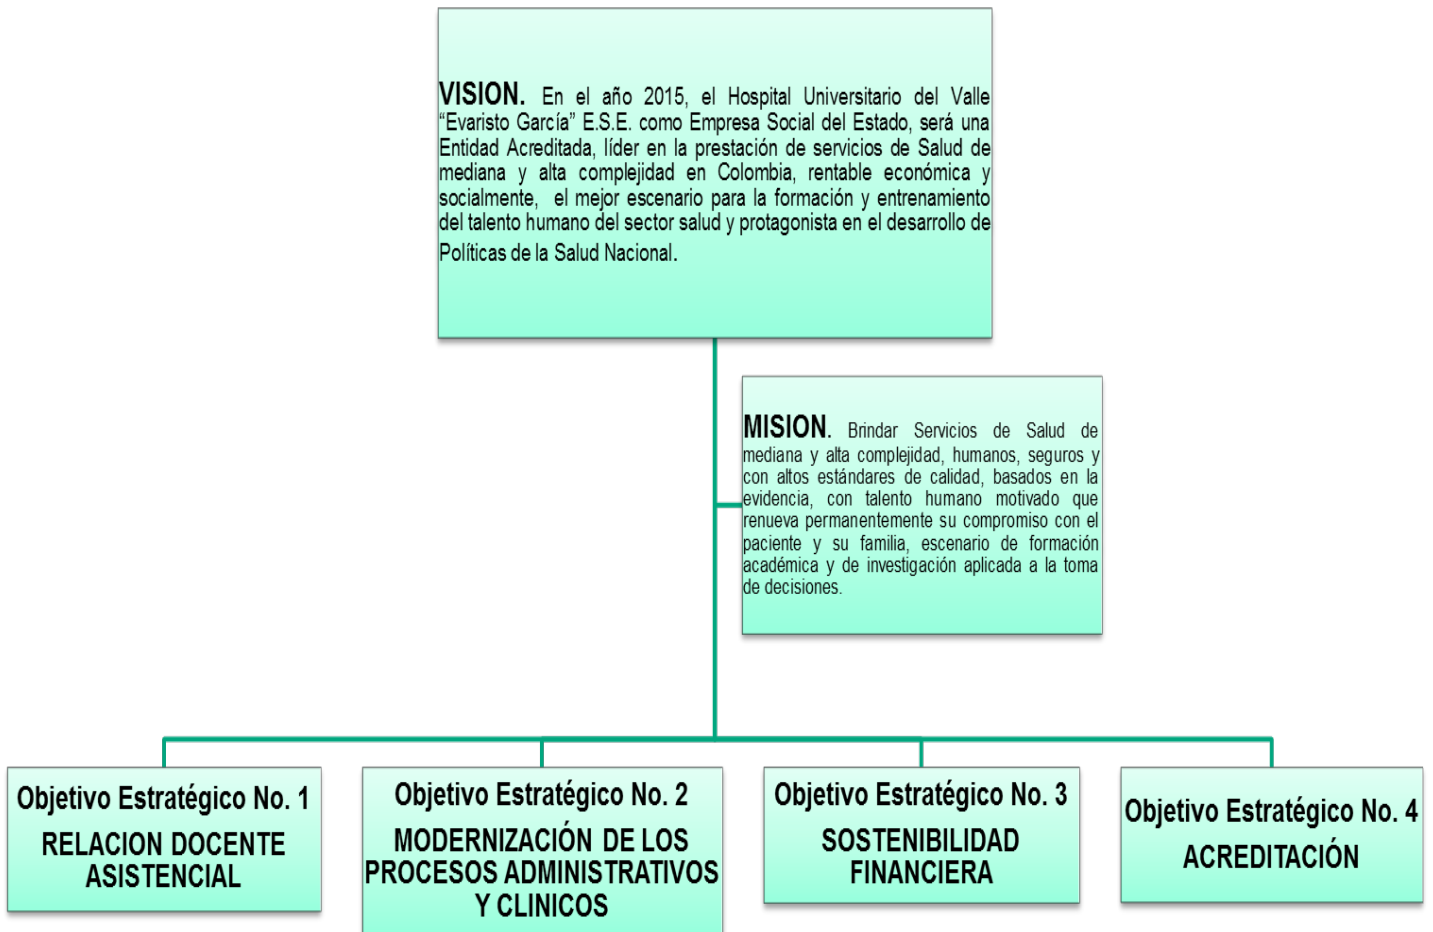 VISION. En el año 2015, el Hospital Universitario del Valle
“Evaristo García” E.S.E. como Empresa Social del Estado, será una
Entidad Acreditada, líder en la prestación de servicios de Salud de
mediana y alta complejidad en Colombia, rentable económica y
socialmente, el mejor escenario para la formación y entrenamiento
del talento humano del sector salud y protagonista en el desarrollo de
Políticas de la Salud Nacional.
MISION. Brindar Servicios de Salud de
mediana y alta complejidad, humanos, seguros y
con altos estándares de calidad, basados en la
evidencia, con talento humano motivado que
renueva permanentemente su compromiso con el
paciente y su familia, escenario de formación
académica y de investigación aplicada a la toma
de decisiones.
Objetivo Estratégico No. 1
RELACION DOCENTE
ASISTENCIAL
Objetivo Estratégico No. 2
MODERNIZACIÓN DE LOS
PROCESOS ADMINISTRATIVOS
Y CLINICOS
Objetivo Estratégico No. 3
SOSTENIBILIDAD
FINANCIERA
Objetivo Estratégico No. 4
ACREDITACIÓN